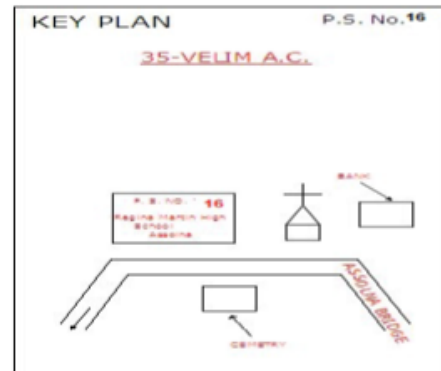 KEY PLAN
P.S. No.16
35-VELIM A.C.
BANK
P. S. NO. 16
Regina Martin High
School
Assolna
ASSOLNA BRIDGE
CEMETRY